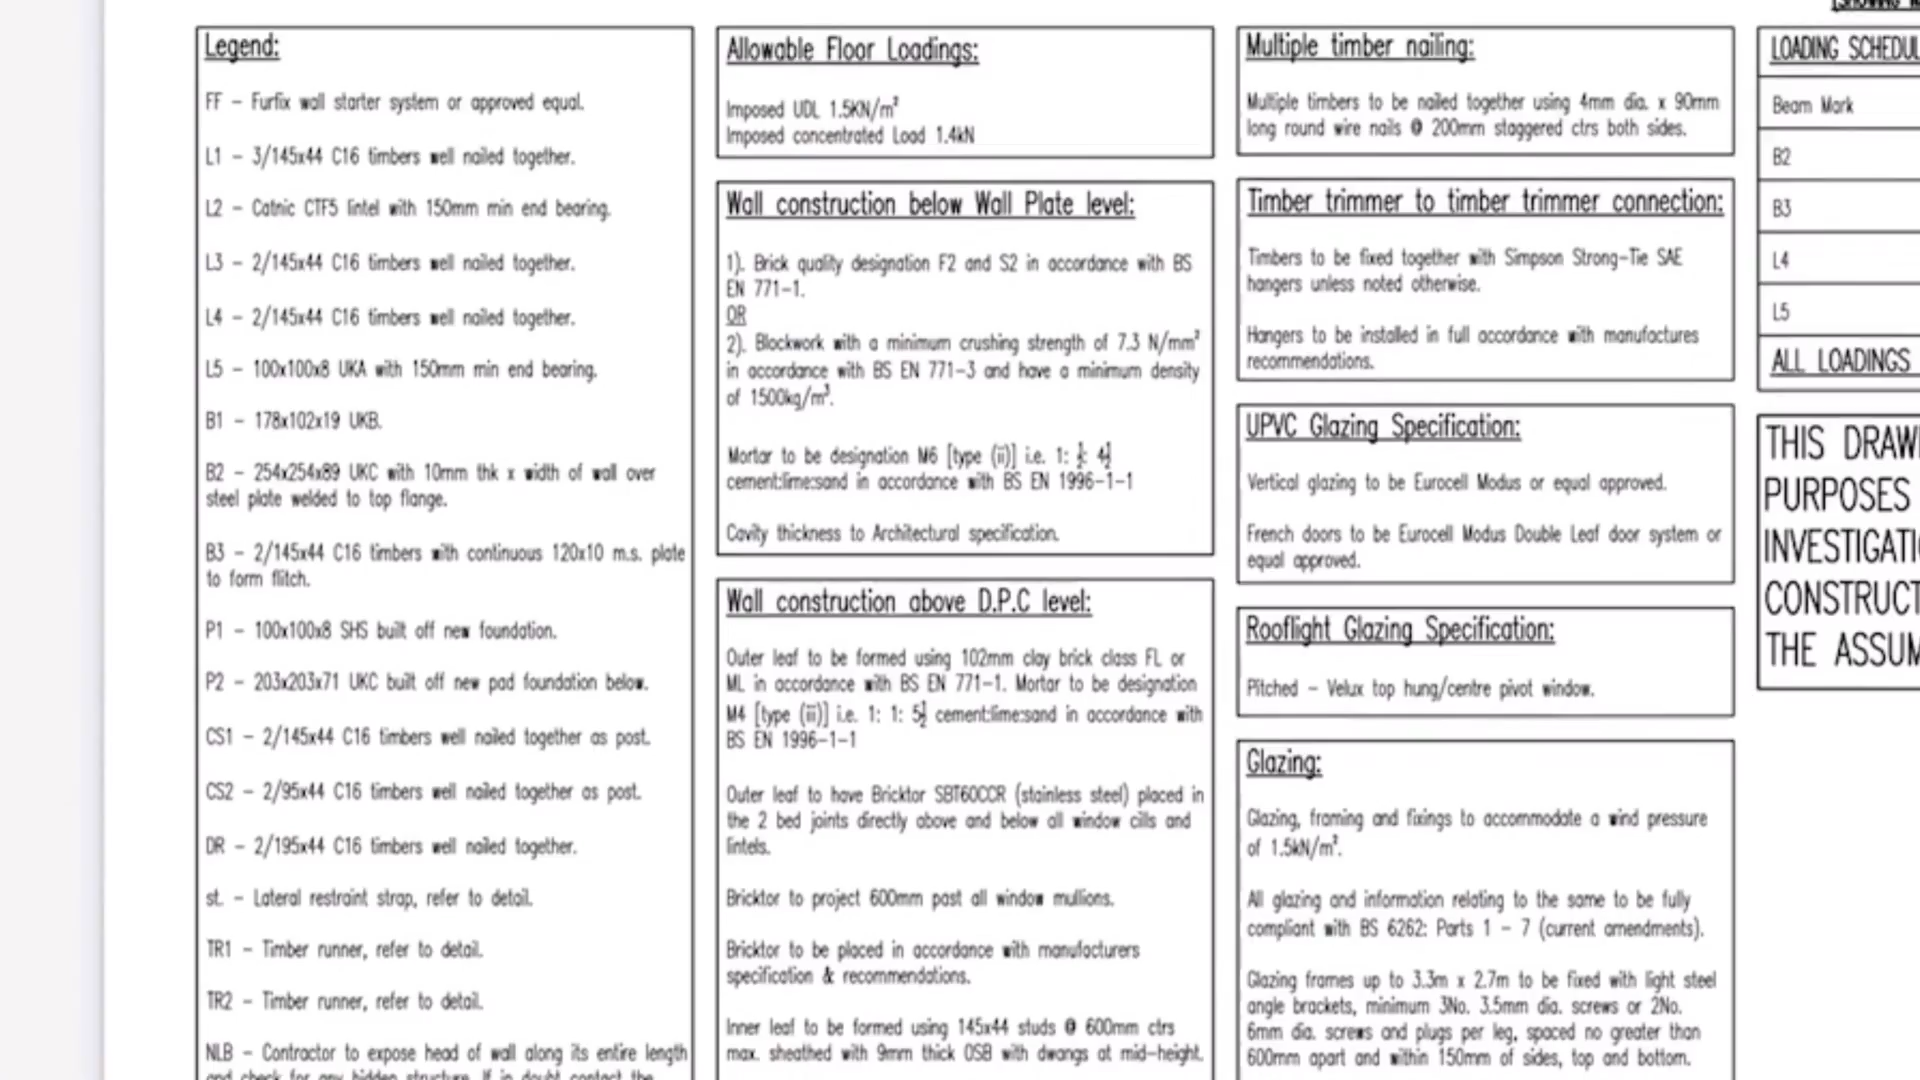 Legend:
FF - Furfix wall starter system or approved equal.
L1 - 3/145x44 C16 timbers well nailed together.
L2 - Catnic CTF5 lintel with 150mm min end bearing.
L3 - 2/145x44 C16 timbers well nailed together.
L4 - 2/145x44 C16 timbers well nailed together.
L5 - 100x100x8 UKA with 150mm min end bearing.
B1 - 178x102x19 UKB.
B2 - 254x254x89 UKC with 10mm thk x width of wall over
steel plate welded to top flange.
B3 - 2/145x44 C16 timbers with continuous 120x10 m.s. plate
to form flitch.
P1 - 100x100x8 SHS built off new foundation.
P2 - 203x203x71 UKC built off new pad foundation below.
CS1 - 2/145x44 C16 timbers well nailed together as post.
CS2 - 2/95x44 C16 timbers well nailed together as post.
DR - 2/195x44 C16 timbers well nailed together.
st. - Lateral restraint strap, refer to detail.
TR1 - Timber runner, refer to detail.
TR2 - Timber runner, refer to detail.
NLB - Contractor to expose head of wall along its entire length
and check for any hidden structure. If in doubt contact the
Allowable Floor Loadings:
Imposed UDL 1.5KN/m²
Imposed concentrated Load 1.4kN
Wall construction below Wall Plate level:
1). Brick quality designation F2 and S2 in accordance with BS
EN 771-1.
OR
2). Blockwork with a minimum crushing strength of 7.3 N/mm²
in accordance with BS EN 771-3 and have a minimum density
of 1500kg/m³.
Mortar to be designation M6 [type (ii)] i.e. 1: ½: 4½
cement:lime:sand in accordance with BS EN 1996-1-1
Cavity thickness to Architectural specification.
Wall construction above D.P.C level:
Outer leaf to be formed using 102mm clay brick class FL or
ML in accordance with BS EN 771-1. Mortar to be designation
M4 [type (iii)] i.e. 1: 1: 5½ cement:lime:sand in accordance with
BS EN 1996-1-1
Outer leaf to have Bricktor SBT60CCR (stainless steel) placed in
the 2 bed joints directly above and below all window cills and
lintels.
Bricktor to project 600mm past all window mullions.
Bricktor to be placed in accordance with manufacturers
specification & recommendations.
Inner leaf to be formed using 145x44 studs @ 600mm ctrs
max. sheathed with 9mm thick OSB with dwangs at mid-height.
Multiple timber nailing:
Multiple timbers to be nailed together using 4mm dia. x 90mm
long round wire nails @ 200mm staggered ctrs both sides.
Timber trimmer to timber trimmer connection:
Timbers to be fixed together with Simpson Strong-Tie SAE
hangers unless noted otherwise.
Hangers to be installed in full accordance with manufactures
recommendations.
UPVC Glazing Specification:
Vertical glazing to be Eurocell Modus or equal approved.
French doors to be Eurocell Modus Double Leaf door system or
equal approved.
Rooflight Glazing Specification:
Pitched - Velux top hung/centre pivot window.
Glazing:
Glazing, framing and fixings to accommodate a wind pressure
of 1.5kN/m².
All glazing and information relating to the same to be fully
compliant with BS 6262: Parts 1 - 7 (current amendments).
Glazing frames up to 3.3m x 2.7m to be fixed with light steel
angle brackets, minimum 3No. 3.5mm dia. screws or 2No.
6mm dia. screws and plugs per leg, spaced no greater than
600mm apart and within 150mm of sides, top and bottom.
LOADING SCHEDUL
Beam Mark
B2
B3
L4
L5
ALL LOADINGS
THIS DRAW
PURPOSES
INVESTIGATI
CONSTRUCT
THE ASSUM